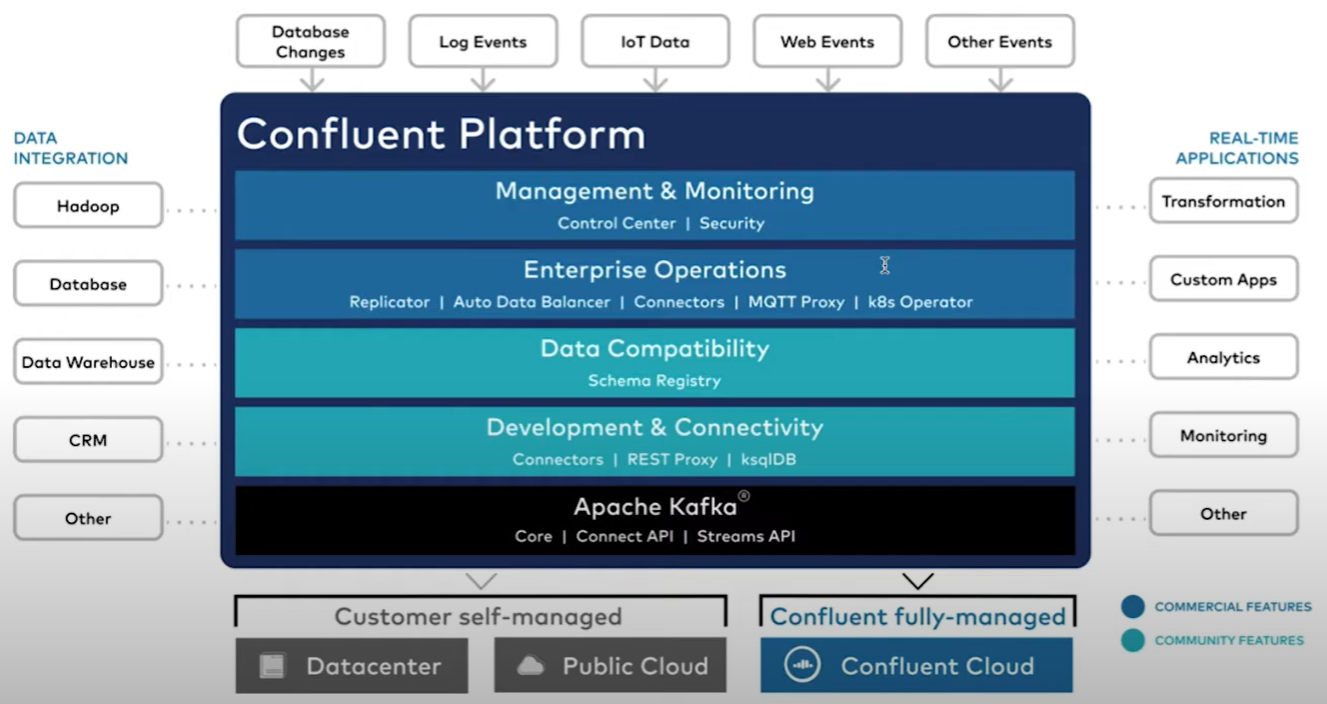 Database
Changes
Log Events
IoT Data
Web Events
Other Events
Confluent Platform
DATA
INTEGRATION
Hadoop
Database
Data Warehouse
CRM
Other
Management & Monitoring
Control Center | Security
Enterprise Operations
Replicator | Auto Data Balancer | Connectors | MQTT Proxy | k8s Operator
Data Compatibility
Schema Registry
Development & Connectivity
Connectors | REST Proxy | ksqlDB
Apache Kafka®
Core | Connect API | Streams API
REAL-TIME
APPLICATIONS
Transformation
Custom Apps
Analytics
Monitoring
Other
Customer self-managed
Datacenter
Public Cloud
Confluent fully-managed
Confluent Cloud
COMMERCIAL FEATURES
COMMUNITY FEATURES